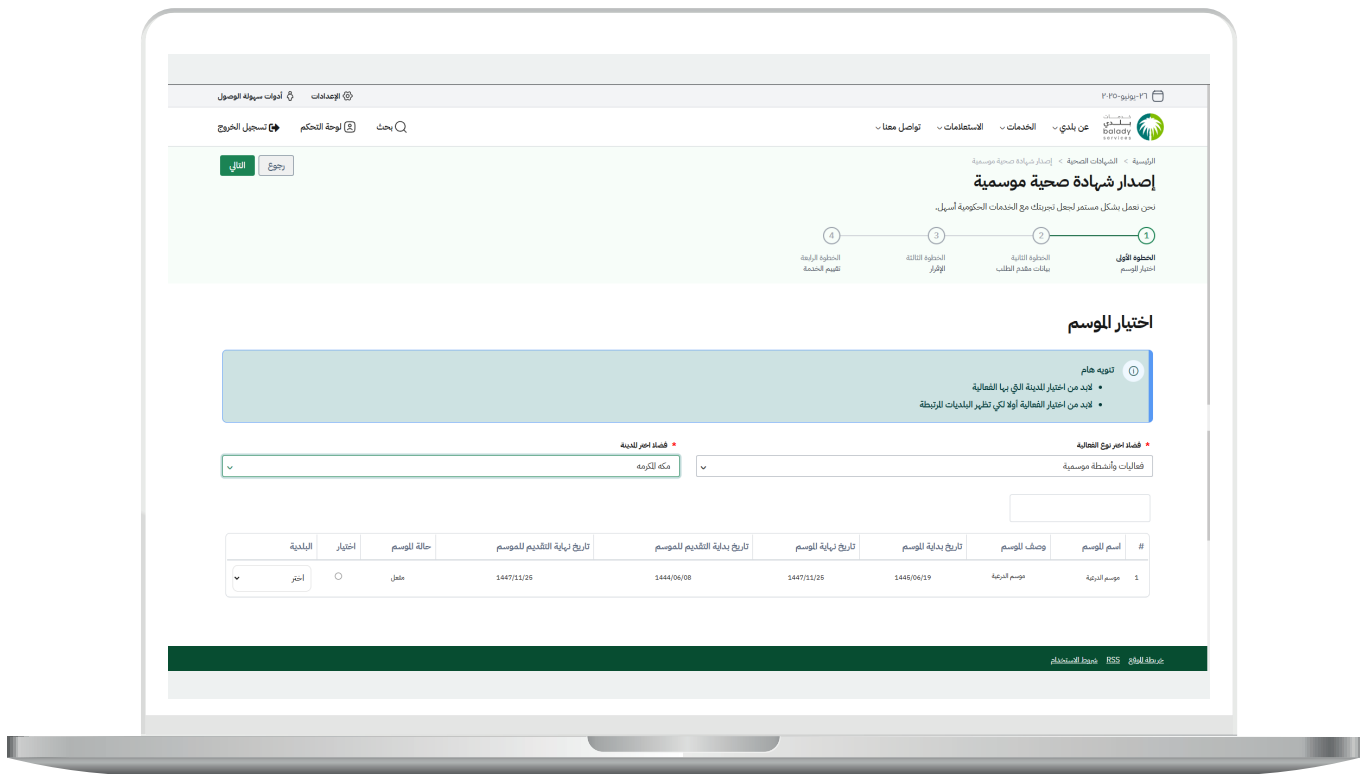 ٢٦-يونيو-٢٠٢٥
الإعدادات
أدوات سهولة الوصول
خدمات
بلدي
balady
services
عن بلدي
الخدمات
الاستعلامات
تواصل معنا
بحث
لوحة التحكم
تسجيل الخروج
الرئيسية > الشهادات الصحية > إصدار شهادة صحية موسمية
رجوع
التالي
إصدار شهادة صحية موسمية
نحن نعمل بشكل مستمر لجعل تجربتك مع الخدمات الحكومية أسهل.
1 2 3 4
الخطوة الأولى الخطوة الثانية الخطوة الثالثة الخطوة الرابعة
اختيار الموسم بيانات مقدم الطلب الإقرار تقييم الخدمة
اختيار الموسم
تنويه هام
• لابد من اختيار المدينة التي بها الفعالية
• لابد من اختيار الفعالية أولا لكي تظهر البلديات المرتبطة
* فضلا اختر نوع الفعالية
* فضلا اختر المدينة
فعاليات وأنشطة موسمية
مكه المكرمه
# اسم الموسم وصف الموسم تاريخ بداية الموسم تاريخ نهاية الموسم تاريخ بداية التقديم للموسم تاريخ نهاية التقديم للموسم حالة الموسم اختيار البلدية
1 موسم الدرعية موسم الدرعية 1445/06/19 1447/11/25 1444/06/08 1447/11/25 مفعل اختر
خريطة الموقع RSS شروط الاستخدام